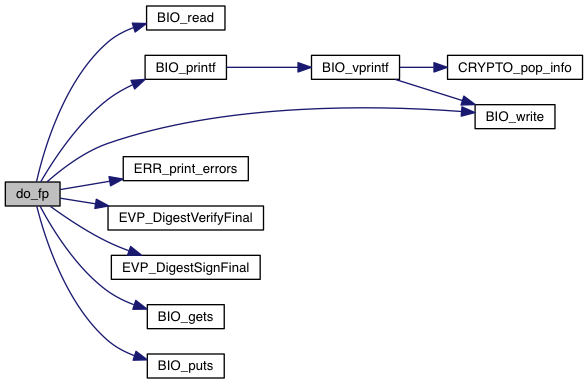 BIO_read
BIO_printf
BIO_vprintf
CRYPTO_pop_info
BIO_write
ERR_print_errors
do_fp
EVP_DigestVerifyFinal
EVP_DigestSignFinal
BIO_gets
BIO_puts